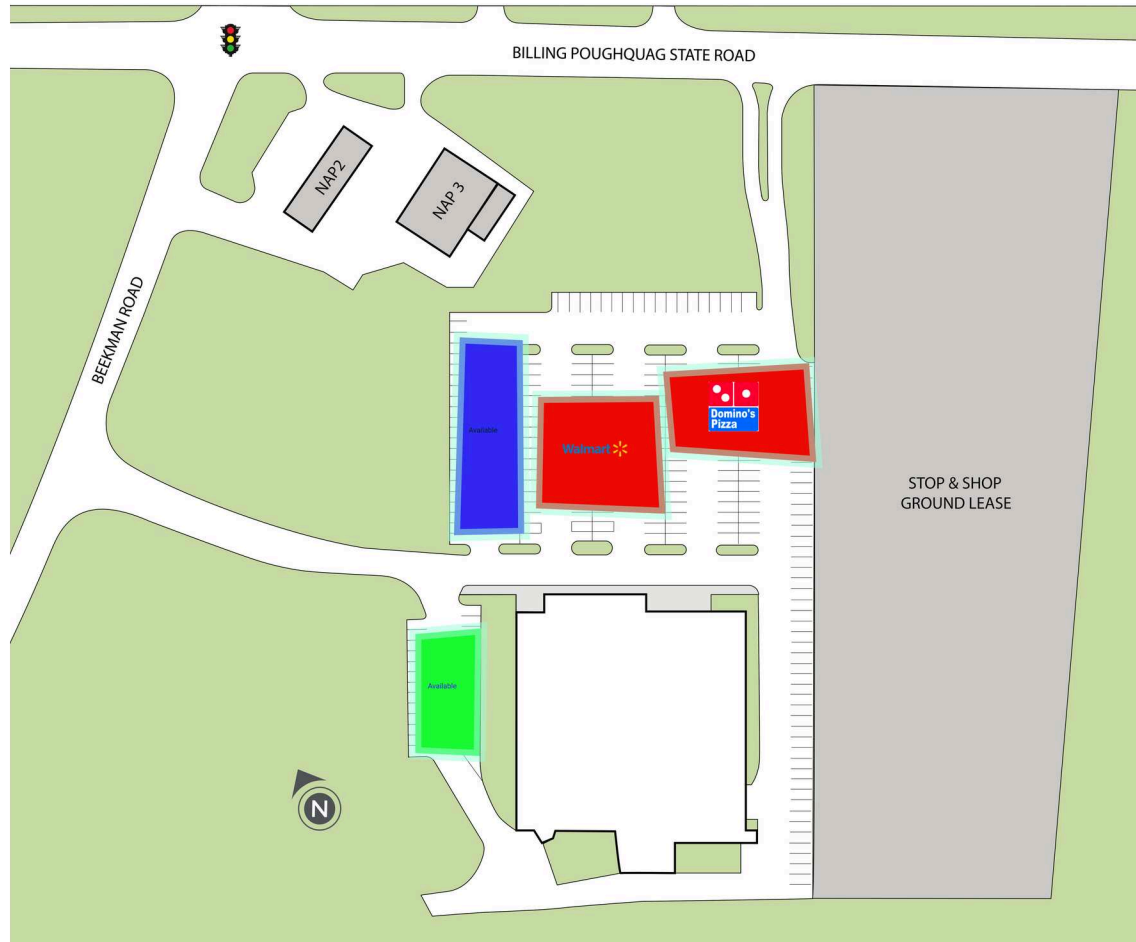 BILLING POUGHQUAG STATE ROAD
NAP2
NAP 3
BEEKMAN ROAD
Domino's
Pizza
Available
Walmart
STOP & SHOP
GROUND LEASE
Available
N